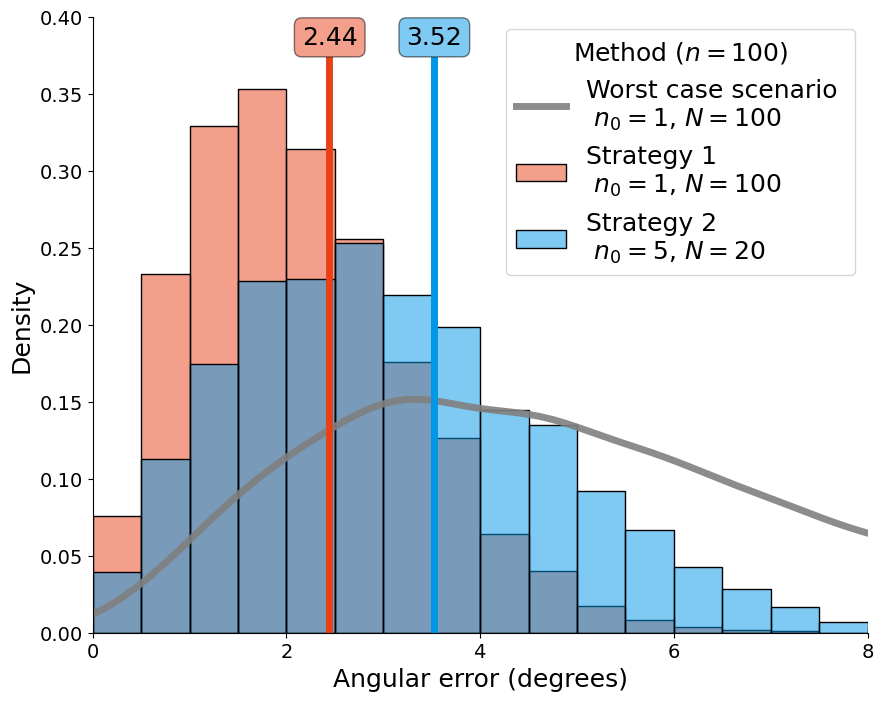 2.44
3.52
Method (n = 100)
Worst case scenario
n₀ = 1, N = 100
Strategy 1
n₀ = 1, N = 100
Strategy 2
n₀ = 5, N = 20
Density
0.40
0.35
0.30
0.25
0.20
0.15
0.10
0.05
0.00
0
2
4
6
8
Angular error (degrees)